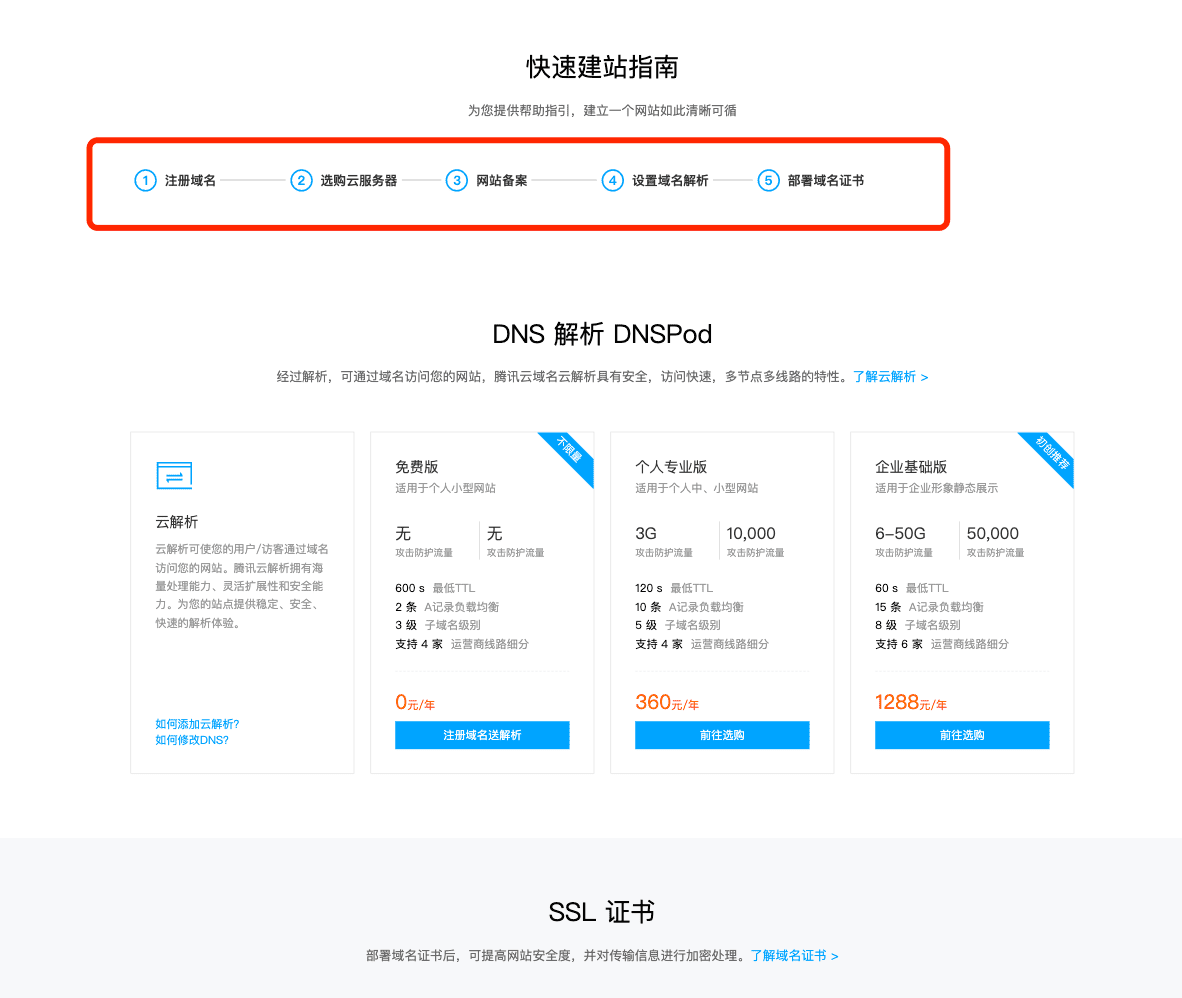 快速建站指南
为您提供帮助指引，建立一个网站如此清晰可循
1 注册域名 2 选购云服务器 3 网站备案 4 设置域名解析 5 部署域名证书
DNS 解析 DNSPod
经过解析，可通过域名访问您的网站，腾讯云域名云解析具有安全，访问快速，多节点多线路的特性。了解云解析 >
云解析
云解析可使您的用户/访客通过域名
访问您的网站。腾讯云解析拥有海
量处理能力、灵活扩展性和安全能
力。为您的站点提供稳定、安全、
快速的解析体验。
如何添加云解析?
如何修改DNS?
不限量
免费版
适用于个人小型网站
无 无
攻击防护流量 攻击防护流量
600 s 最低TTL
2 条 A记录负载均衡
3 级 子域名级别
支持 4 家 运营商线路细分
0元/年
注册域名送解析
个人专业版
适用于个人中、小型网站
3G 10,000
攻击防护流量 攻击防护流量
120 s 最低TTL
10 条 A记录负载均衡
5 级 子域名级别
支持 4 家 运营商线路细分
360元/年
前往选购
初创推荐
企业基础版
适用于企业形象静态展示
6–50G 50,000
攻击防护流量 攻击防护流量
60 s 最低TTL
15 条 A记录负载均衡
8 级 子域名级别
支持 6 家 运营商线路细分
1288元/年
前往选购
SSL 证书
部署域名证书后，可提高网站安全度，并对传输信息进行加密处理。了解域名证书 >